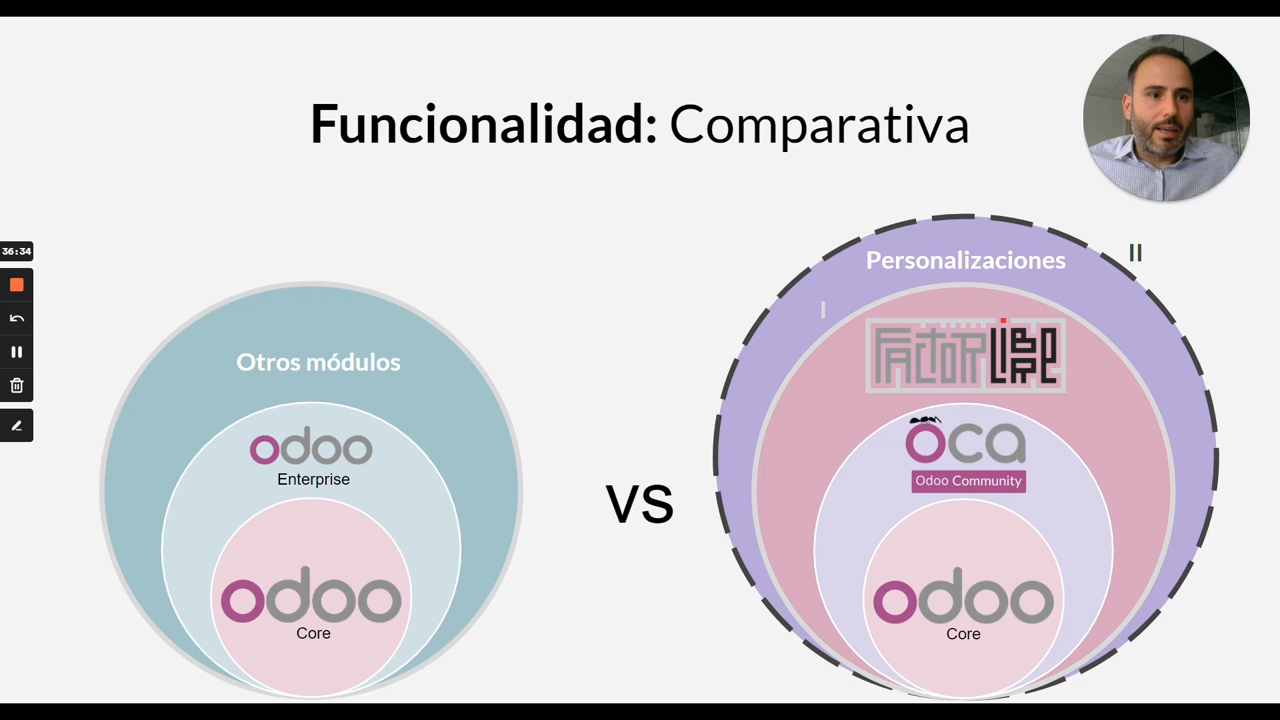 Funcionalidad: Comparativa
36:34
Otros módulos
odoo
Enterprise
odoo
Core
vs
Personalizaciones
I
II
FACTOR LIBRE
oca
Odoo Community
odoo
Core